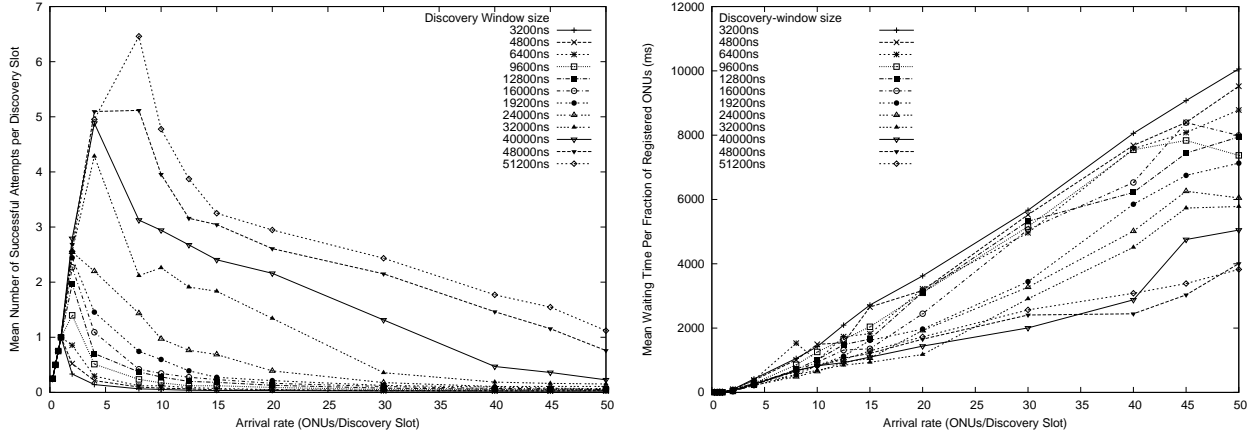 Mean Number of Successful Attempts per Discovery Slot
7
6
5
4
3
2
1
0
Discovery Window size
3200ns
4800ns
6400ns
9600ns
12800ns
16000ns
19200ns
24000ns
32000ns
40000ns
48000ns
51200ns
0 5 10 15 20 25 30 35 40 45 50
Arrival rate (ONUs/Discovery Slot)
Mean Waiting Time Per Fraction of Registered ONUs (ms)
12000
10000
8000
6000
4000
2000
0
Discovery-window size
3200ns
4800ns
6400ns
9600ns
12800ns
16000ns
19200ns
24000ns
32000ns
40000ns
48000ns
51200ns
0 5 10 15 20 25 30 35 40 45 50
Arrival rate (ONUs/Discovery Slot)